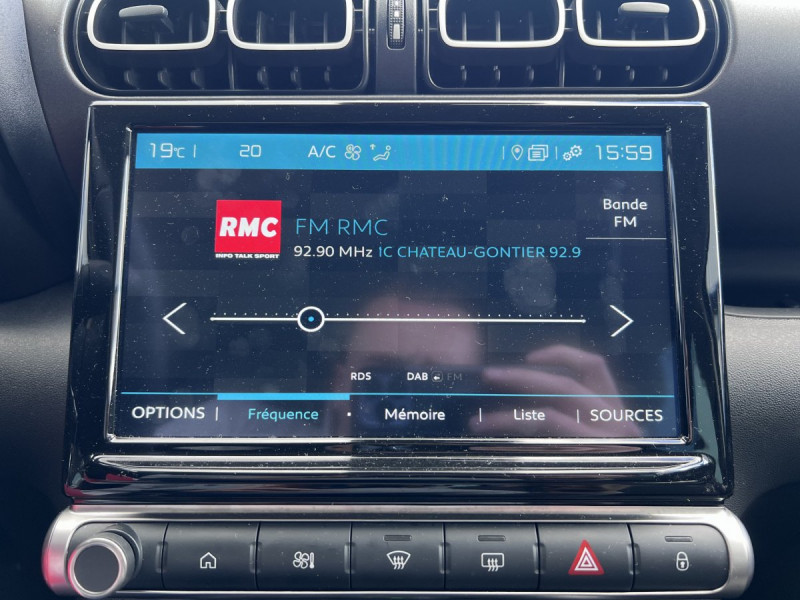 19°C | 20 A/C 15:59
RMC
INFO TALK SPORT
FM RMC
92.90 MHz IC CHATEAU-GONTIER 92.9
Bande
FM
RDS DAB FM
OPTIONS Fréquence Mémoire Liste SOURCES